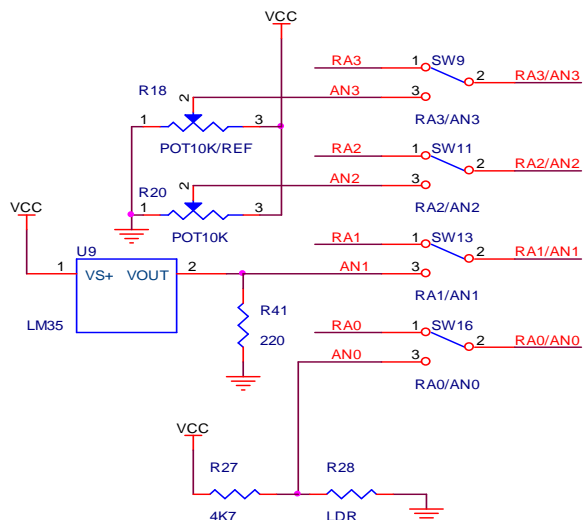 VCC
RA3 1 SW9
2 RA3/AN3
R18 2 AN3 3
1 3 RA3/AN3
POT10K/REF
RA2 1 SW11
2 RA2/AN2
R20 2 AN2 3
1 3 RA2/AN2
POT10K
VCC
RA1 1 SW13
U9 2 RA1/AN1
1 VS+ VOUT 2 AN1 3
RA1/AN1
R41
LM35 220
RA0 1 SW16
2 RA0/AN0
AN0 3
RA0/AN0
VCC
R27 R28
4K7 LDR